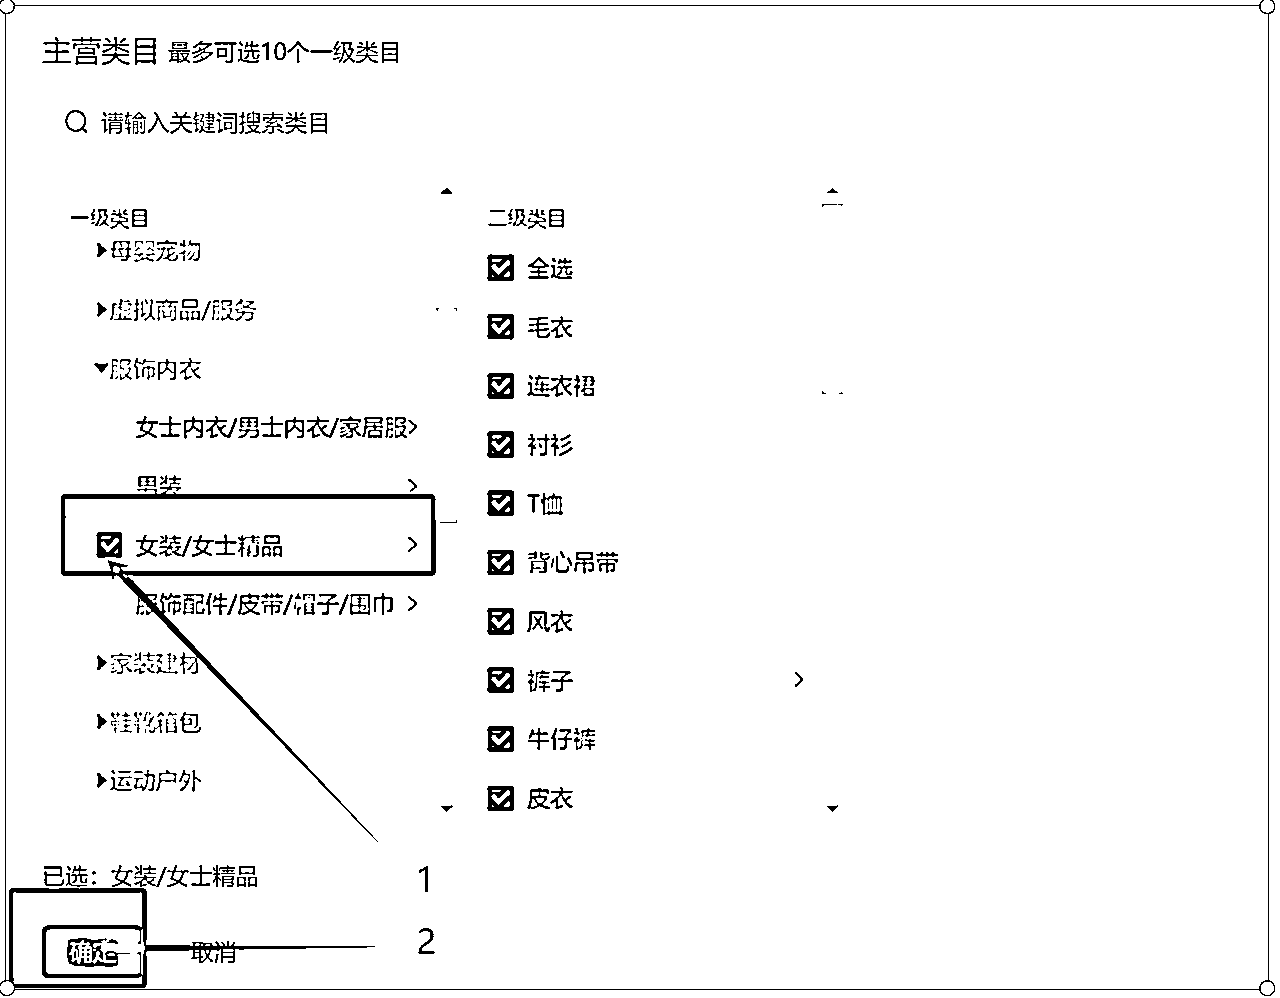 主营类目 最多可选10个一级类目
请输入关键词搜索类目
一级类目
母婴宠物
虚拟商品/服务
服饰内衣
女士内衣/男士内衣/家居服
男装
女装/女士精品
服饰配件/皮带/帽子/围巾
家装建材
鞋靴箱包
运动户外
二级类目
全选
毛衣
连衣裙
衬衫
T恤
背心吊带
风衣
裤子
牛仔裤
皮衣
已选：女装/女士精品
1
确定
取消
2